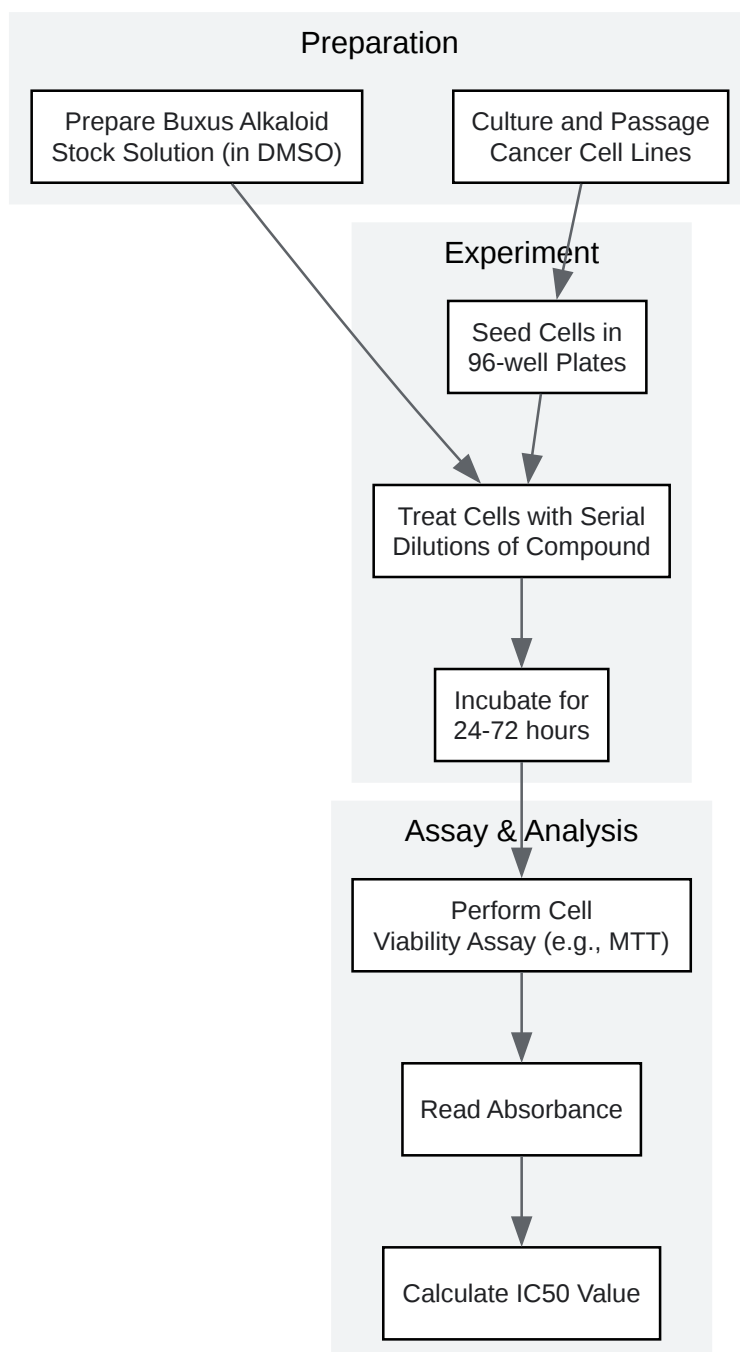 Preparation
Prepare Buxus Alkaloid
Stock Solution (in DMSO)
Culture and Passage
Cancer Cell Lines
Experiment
Seed Cells in
96-well Plates
Treat Cells with Serial
Dilutions of Compound
Incubate for
24-72 hours
Assay & Analysis
Perform Cell
Viability Assay (e.g., MTT)
Read Absorbance
Calculate IC50 Value